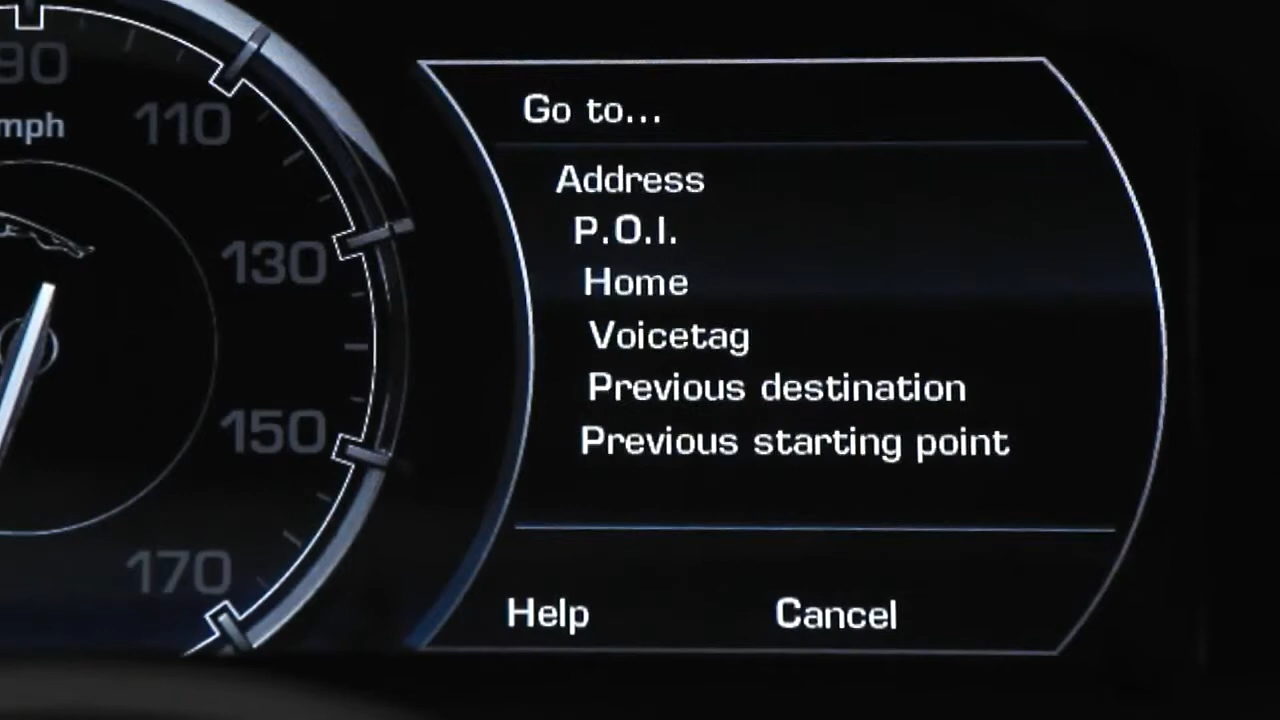 90
mph
110
130
150
170
Go to...
Address
P.O.I.
Home
Voicetag
Previous destination
Previous starting point
Help Cancel